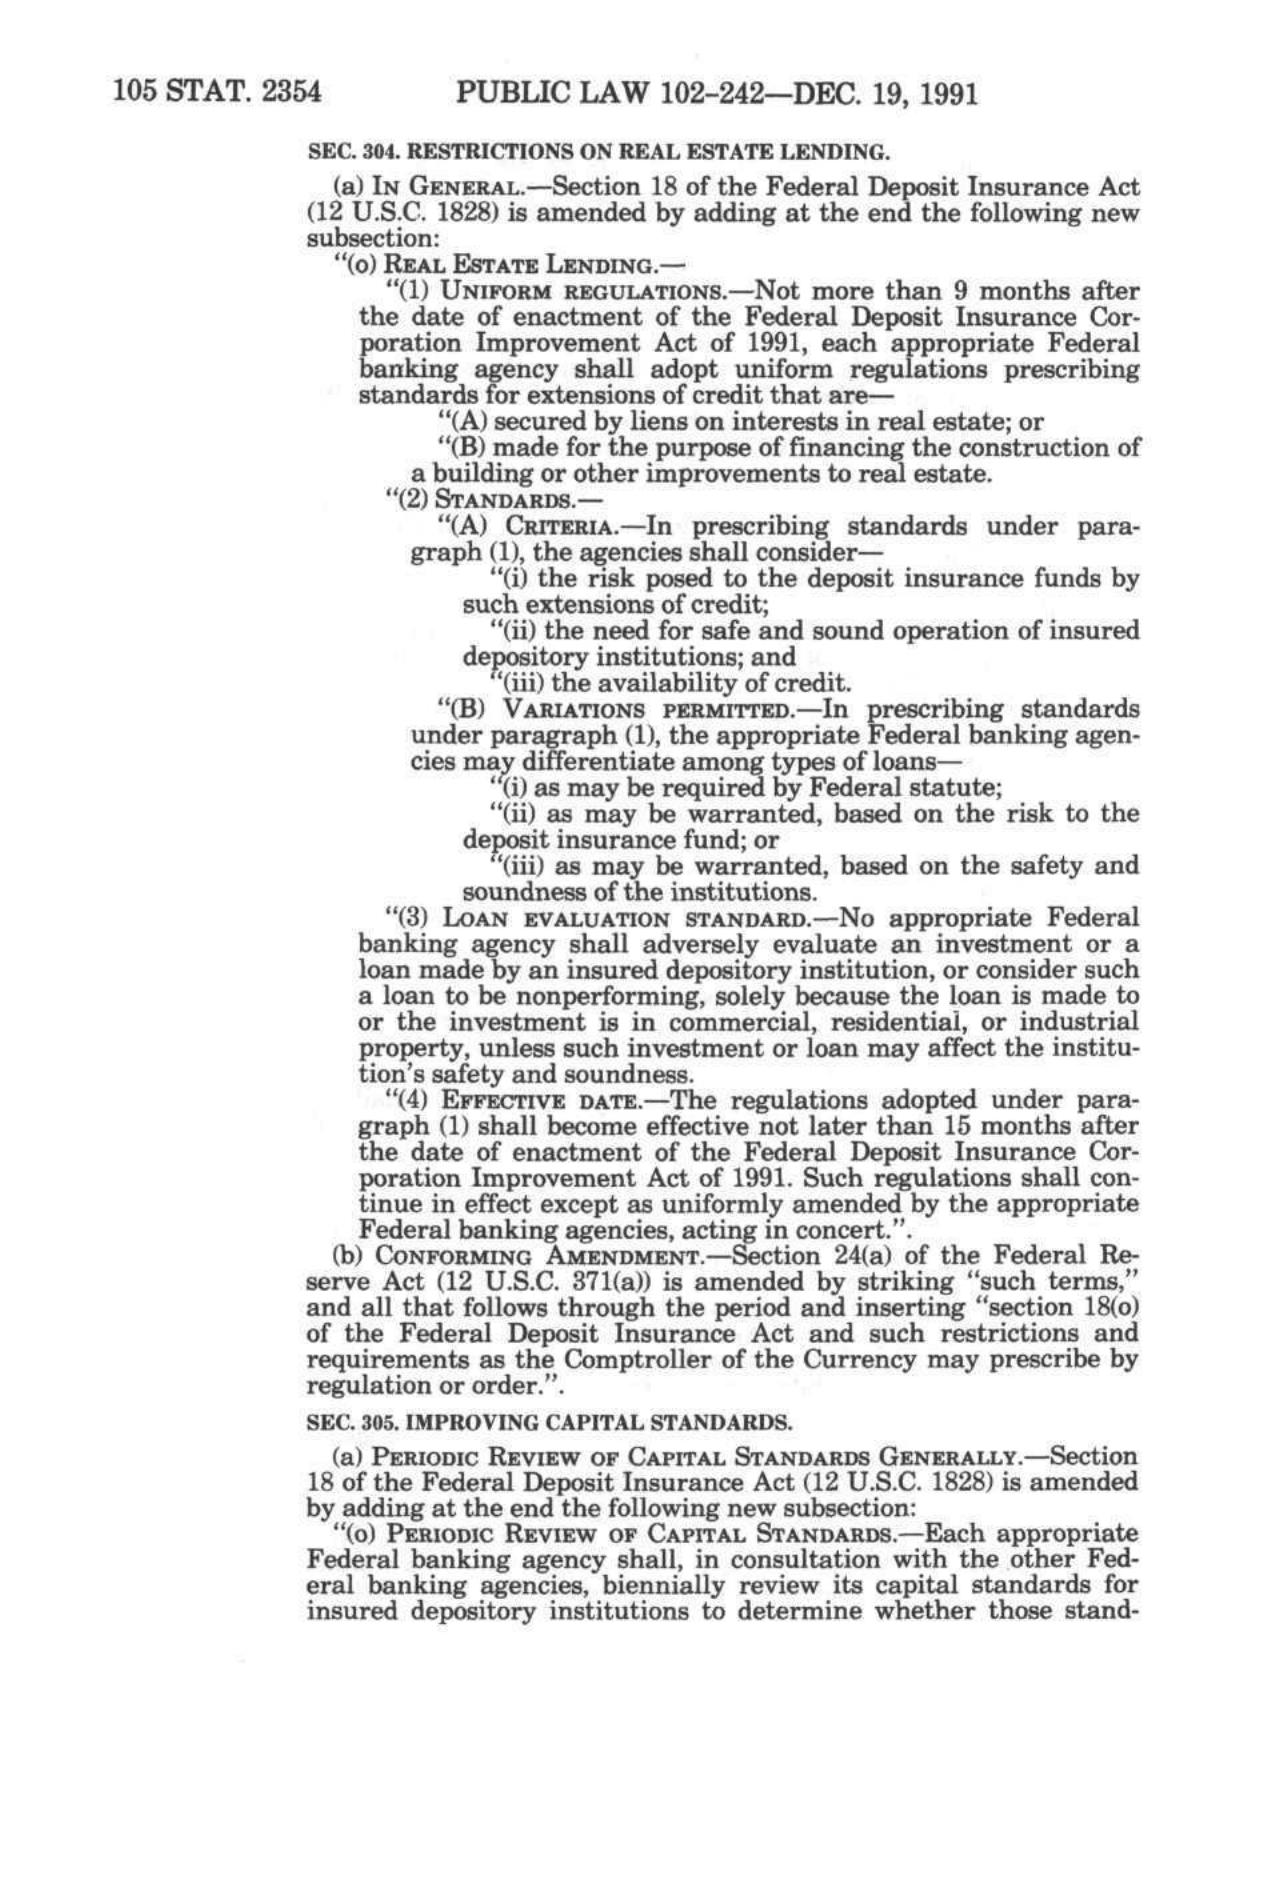 105 STAT. 2354 PUBLIC LAW 102-242—DEC. 19, 1991
SEC. 304. RESTRICTIONS ON REAL ESTATE LENDING.
(a) IN GENERAL.—Section 18 of the Federal Deposit Insurance Act
(12 U.S.C. 1828) is amended by adding at the end the following new
subsection:
“(o) REAL ESTATE LENDING.—
“(1) UNIFORM REGULATIONS.—Not more than 9 months after
the date of enactment of the Federal Deposit Insurance Cor-
poration Improvement Act of 1991, each appropriate Federal
banking agency shall adopt uniform regulations prescribing
standards for extensions of credit that are—
“(A) secured by liens on interests in real estate; or
“(B) made for the purpose of financing the construction of
a building or other improvements to real estate.
“(2) STANDARDS.—
“(A) CRITERIA.—In prescribing standards under para-
graph (1), the agencies shall consider—
“(i) the risk posed to the deposit insurance funds by
such extensions of credit;
“(ii) the need for safe and sound operation of insured
depository institutions; and
“(iii) the availability of credit.
“(B) VARIATIONS PERMITTED.—In prescribing standards
under paragraph (1), the appropriate Federal banking agen-
cies may differentiate among types of loans—
“(i) as may be required by Federal statute;
“(ii) as may be warranted, based on the risk to the
deposit insurance fund; or
“(iii) as may be warranted, based on the safety and
soundness of the institutions.
“(3) LOAN EVALUATION STANDARD.—No appropriate Federal
banking agency shall adversely evaluate an investment or a
loan made by an insured depository institution, or consider such
a loan to be nonperforming, solely because the loan is made to
or the investment is in commercial, residential, or industrial
property, unless such investment or loan may affect the institu-
tion's safety and soundness.
“(4) EFFECTIVE DATE.—The regulations adopted under para-
graph (1) shall become effective not later than 15 months after
the date of enactment of the Federal Deposit Insurance Cor-
poration Improvement Act of 1991. Such regulations shall con-
tinue in effect except as uniformly amended by the appropriate
Federal banking agencies, acting in concert.”.
(b) CONFORMING AMENDMENT.—Section 24(a) of the Federal Re-
serve Act (12 U.S.C. 371(a)) is amended by striking “such terms,”
and all that follows through the period and inserting “section 18(o)
of the Federal Deposit Insurance Act and such restrictions and
requirements as the Comptroller of the Currency may prescribe by
regulation or order.”.
SEC. 305. IMPROVING CAPITAL STANDARDS.
(a) PERIODIC REVIEW OF CAPITAL STANDARDS GENERALLY.—Section
18 of the Federal Deposit Insurance Act (12 U.S.C. 1828) is amended
by adding at the end the following new subsection:
“(o) PERIODIC REVIEW OF CAPITAL STANDARDS.—Each appropriate
Federal banking agency shall, in consultation with the other Fed-
eral banking agencies, biennially review its capital standards for
insured depository institutions to determine whether those stand-